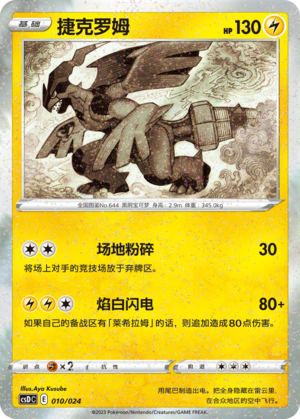 基础 捷克罗姆 HP 130
全国图鉴No.644 黑阴宝可梦 身高：2.9m 体重：345.0kg
场地粉碎 30
将场上对手的竞技场放于弃牌区。
焰白闪电 80+
如果自己的备战区有「莱希拉姆」的话，则追加造成80点伤害。
弱点 ×2 抗性 撤退
Illus.Aya Kusube
csDC E 010/024
用尾巴制造出电。把全身隐藏在雷云里，
在合众地区的空中飞行。
©2023 Pokémon/Nintendo/Creatures/GAME FREAK.